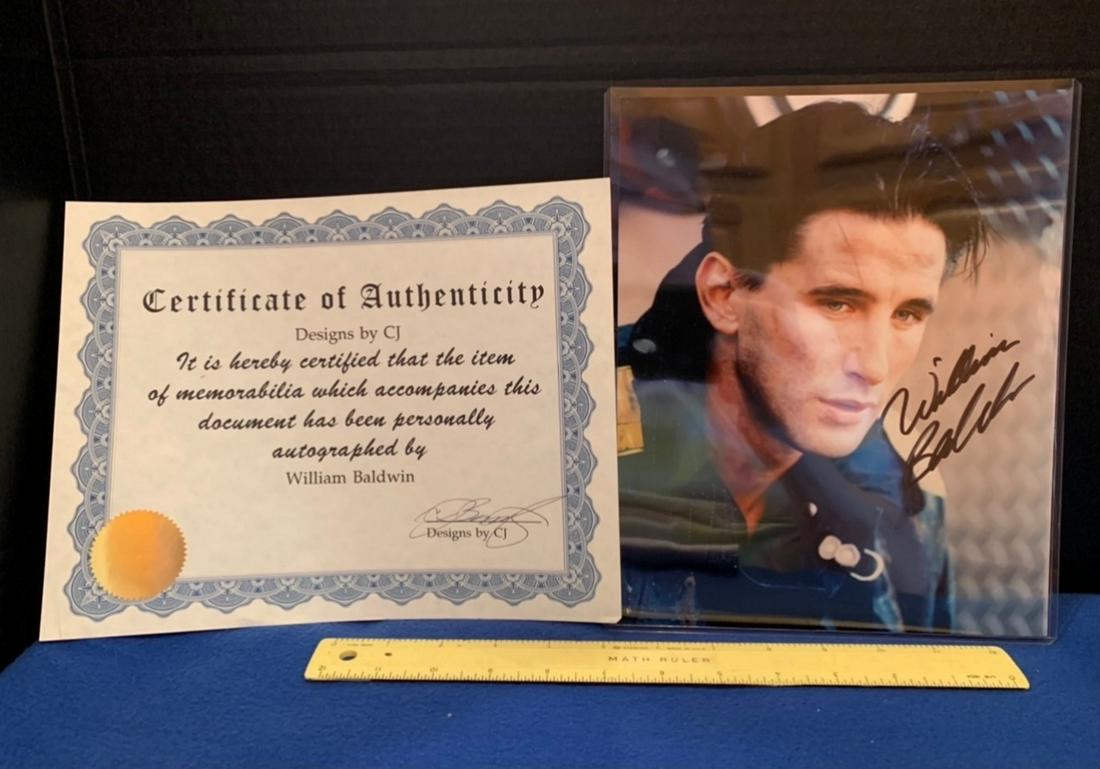 Certificate of Authenticity
Designs by CJ
It is hereby certified that the item
of memorabilia which accompanies this
document has been personally
autographed by
William Baldwin
Designs by CJ
William
Baldwin
MATH RULER